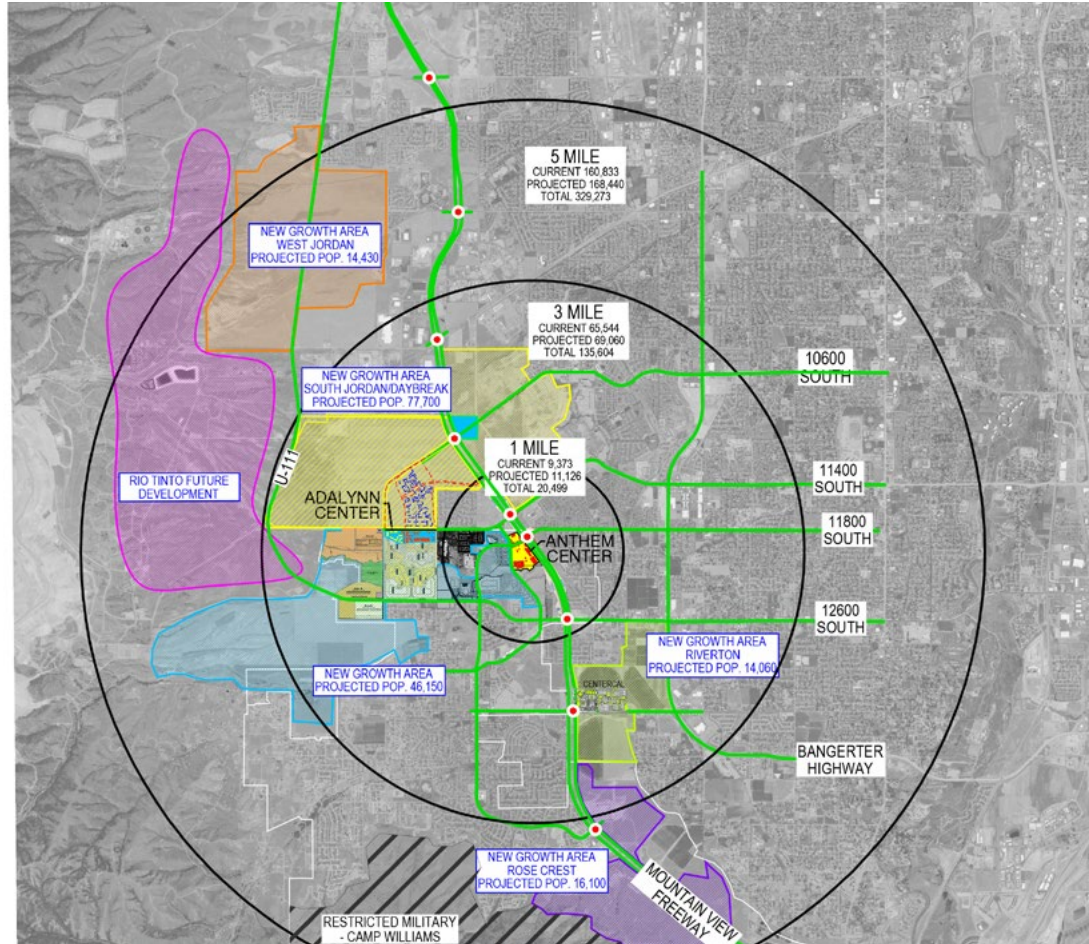 5 MILE
CURRENT 160,833
PROJECTED 168,440
TOTAL 329,273
NEW GROWTH AREA
WEST JORDAN
PROJECTED POP. 14,430
3 MILE
CURRENT 65,544
PROJECTED 69,060
TOTAL 135,604
10600
SOUTH
NEW GROWTH AREA
SOUTH JORDAN/DAYBREAK
PROJECTED POP. 77,700
1 MILE
CURRENT 9,373
PROJECTED 11,126
TOTAL 20,499
U-111
RIO TINTO FUTURE
DEVELOPMENT
11400
SOUTH
ADALYNN
CENTER
11800
SOUTH
ANTHEM
CENTER
12600
SOUTH
NEW GROWTH AREA
RIVERTON
PROJECTED POP. 14,060
NEW GROWTH AREA
PROJECTED POP. 46,150
CENTERCAL
BANGERTER
HIGHWAY
NEW GROWTH AREA
ROSE CREST
PROJECTED POP. 16,100
MOUNTAIN VIEW
FREEWAY
RESTRICTED MILITARY
- CAMP WILLIAMS